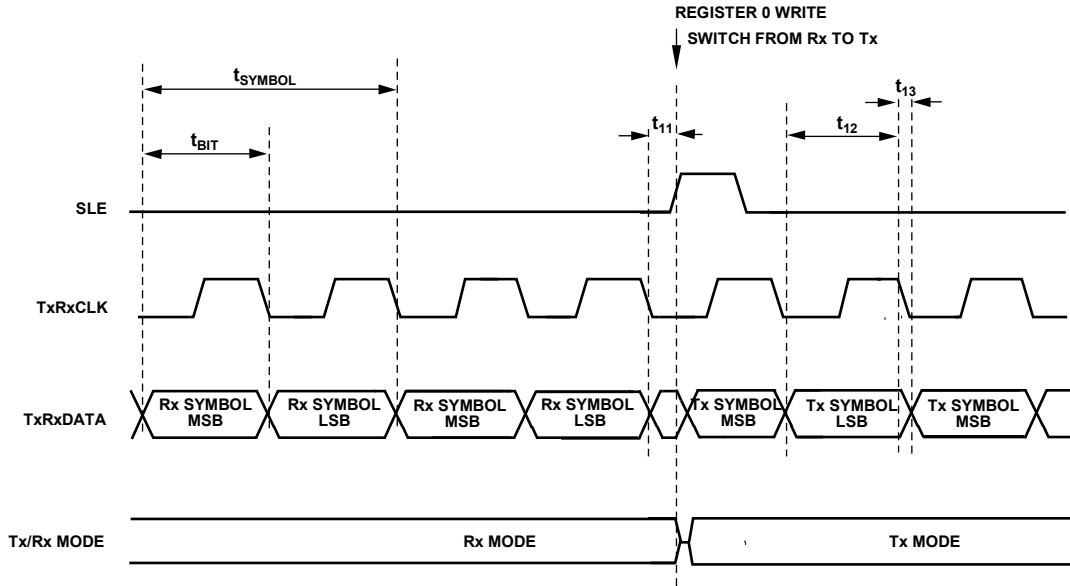 REGISTER 0 WRITE
SWITCH FROM Rx TO Tx
tSYMBOL
tBIT
t11
t12
t13
SLE
TxRxCLK
TxRxDATA
Rx SYMBOL
MSB
Rx SYMBOL
LSB
Rx SYMBOL
MSB
Rx SYMBOL
LSB
Tx SYMBOL
MSB
Tx SYMBOL
LSB
Tx SYMBOL
MSB
Tx/Rx MODE
Rx MODE
Tx MODE